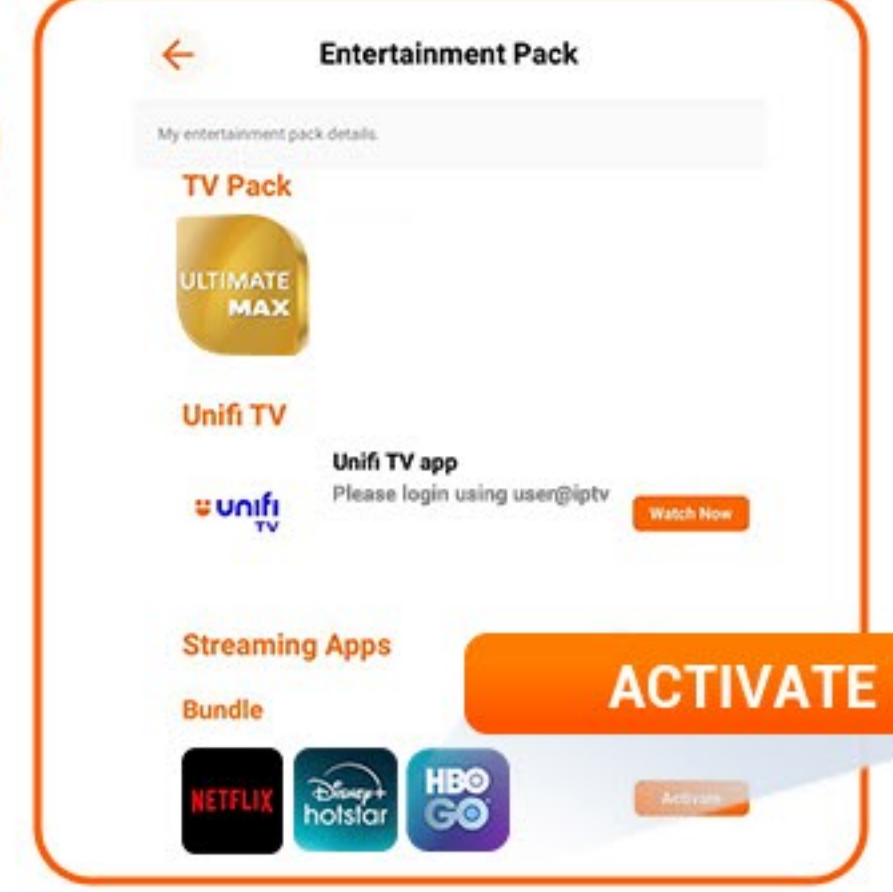 Entertainment Pack
My entertainment pack details.
TV Pack
ULTIMATE
MAX
Unifi TV
Unifi TV app
Please login using user@iptv
unifi
TV
Watch Now
Streaming Apps
ACTIVATE
Bundle
NETFLIX
Disney+
hotstar
HBO
GO
Activate